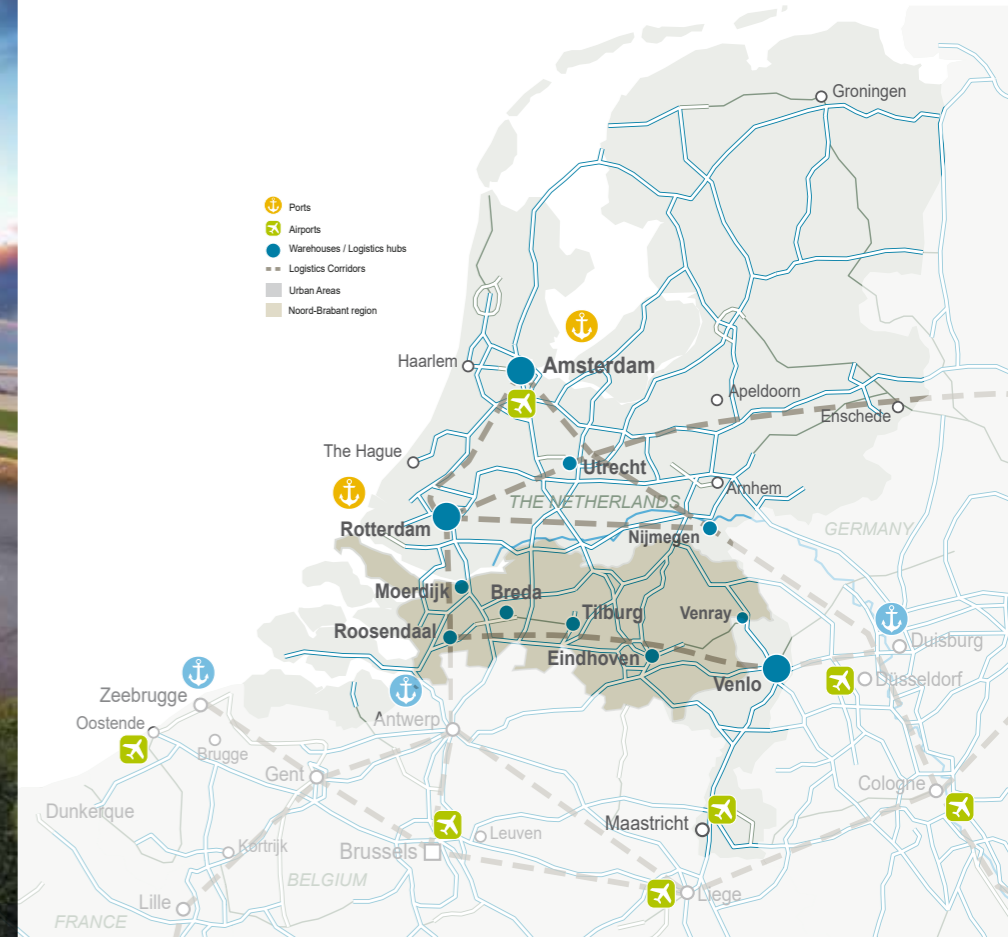 Groningen
Ports
Airports
Warehouses / Logistics hubs
Logistics Corridors
Urban Areas
Noord-Brabant region
Haarlem
Amsterdam
Apeldoorn
Enschede
The Hague
Utrecht
Arnhem
THE NETHERLANDS
Rotterdam
Nijmegen
GERMANY
Moerdijk
Breda
Tilburg
Venray
Roosendaal
Duisburg
Eindhoven
Venlo
Düsseldorf
Zeebrugge
Oostende
Antwerp
Brugge
Gent
Cologne
Dunkerque
Maastricht
Leuven
Kortrijk
Brussels
BELGIUM
Liege
Lille
FRANCE